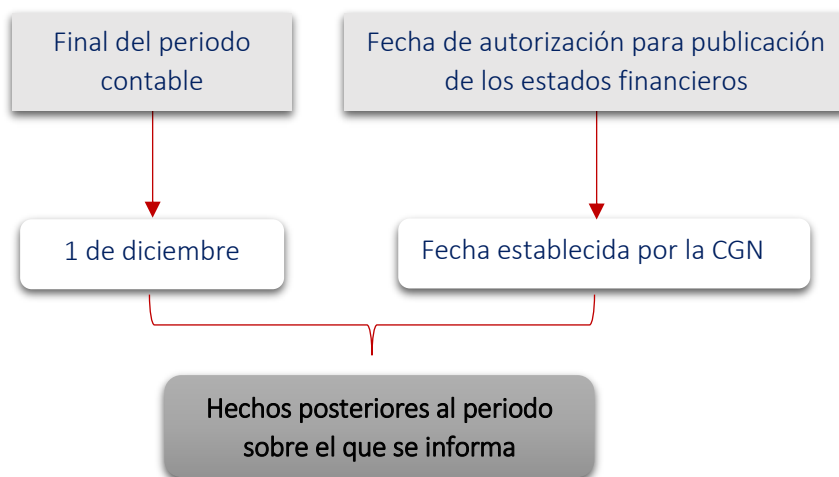 Final del periodo
contable
Fecha de autorización para publicación
de los estados financieros
1 de diciembre
Fecha establecida por la CGN
Hechos posteriores al periodo
sobre el que se informa